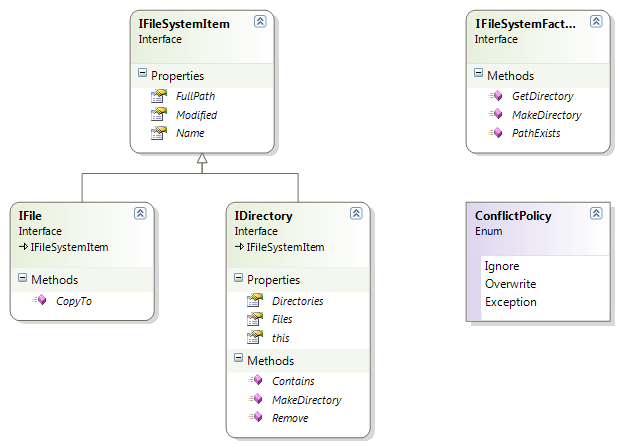 IFileSystemItem
Interface
Properties
FullPath
Modified
Name
IFileSystemFact...
Interface
Methods
GetDirectory
MakeDirectory
PathExists
IFile
Interface
IFileSystemItem
Methods
CopyTo
IDirectory
Interface
IFileSystemItem
Properties
Directories
Files
this
Methods
Contains
MakeDirectory
Remove
ConflictPolicy
Enum
Ignore
Overwrite
Exception